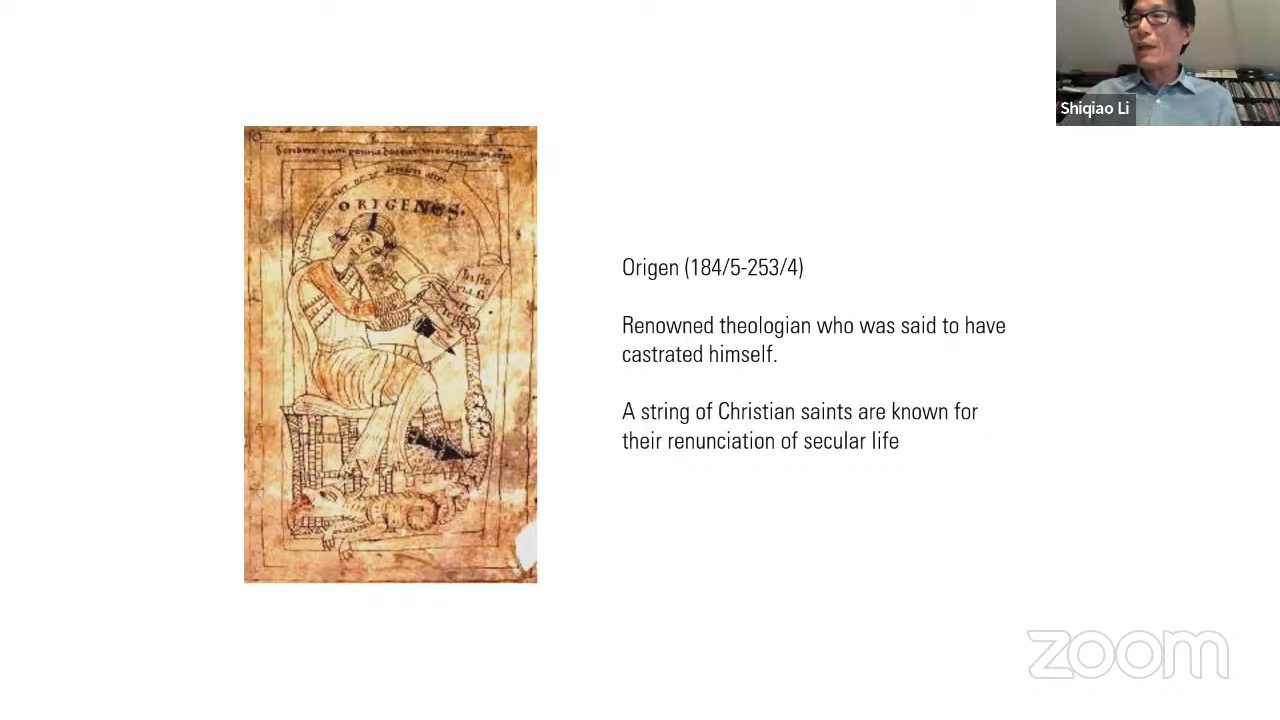 Shiqiao Li
ORIGENES.
Origen (184/5-253/4)
Renowned theologian who was said to have
castrated himself.
A string of Christian saints are known for
their renunciation of secular life
zoom